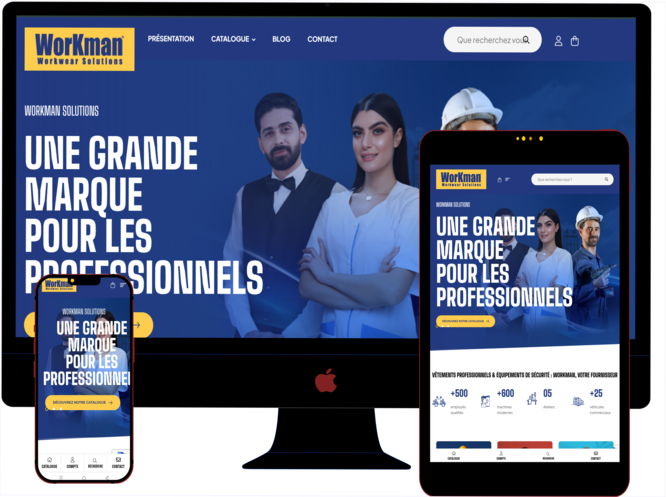 WorKman
Workwear Solutions
PRÉSENTATION
CATALOGUE
BLOG
CONTACT
Que recherchez vou
WORKMAN SOLUTIONS
UNE GRANDE
MARQUE
POUR LES
PROFESSIONNELS
WorKman
Workwear Solutions
WORKMAN SOLUTIONS
UNE GRANDE
MARQUE
POUR LES
PROFESSIONNEL
DÉCOUVREZ NOTRE CATALOGUE
CATALOGUE
COMPTE
RECHERCHE
CONTACT
WorKman
Workwear Solutions
Que recherchez vous ?
WORKMAN SOLUTIONS
UNE GRANDE
MARQUE
POUR LES
PROFESSIONNELS
DÉCOUVREZ NOTRE CATALOGUE
VÊTEMENTS PROFESSIONNELS & ÉQUIPEMENTS DE SÉCURITÉ : WORKMAN, VOTRE FOURNISSEUR
+500
employés
qualifiés
+600
machines
modernes
05
ateliers
+25
véhicules
commerciaux
CATALOGUE
COMPTE
RECHERCHE
CONTACT